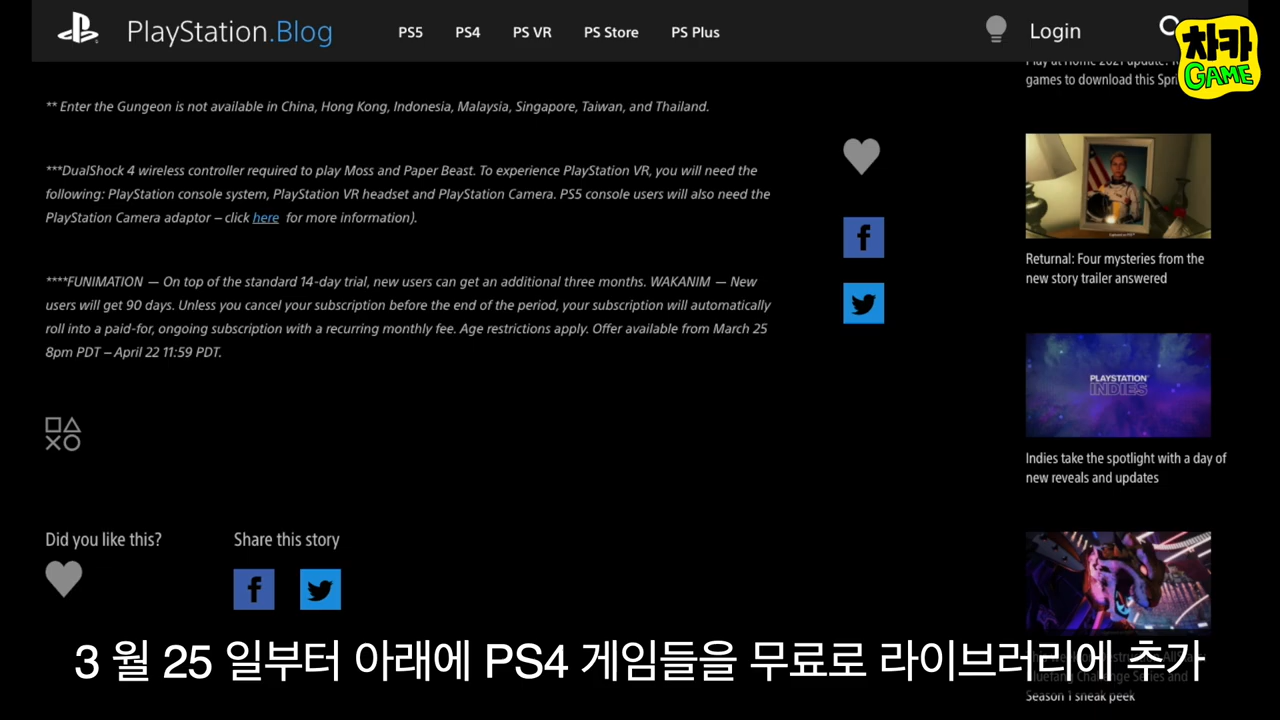 PlayStation.Blog
PS5
PS4
PS VR
PS Store
PS Plus
Login
차카
GAME
** Enter the Gungeon is not available in China, Hong Kong, Indonesia, Malaysia, Singapore, Taiwan, and Thailand.
***DualShock 4 wireless controller required to play Moss and Paper Beast. To experience PlayStation VR, you will need the
following: PlayStation console system, PlayStation VR headset and PlayStation Camera. PS5 console users will also need the
PlayStation Camera adaptor – click here for more information).
****FUNIMATION — On top of the standard 14-day trial, new users can get an additional three months. WAKANIM — New
users will get 90 days. Unless you cancel your subscription before the end of the period, your subscription will automatically
roll into a paid-for, ongoing subscription with a recurring monthly fee. Age restrictions apply. Offer available from March 25
8pm PDT – April 22 11:59 PDT.
Did you like this?
Share this story
Play at Home 2021 update:
games to download this
Returnal: Four mysteries from the
new story trailer answered
PLAYSTATION
INDIES
Indies take the spotlight with a day of
new reveals and updates
Series and
Season 1 sneak peek
3 월 25 일부터 아래에 PS4 게임들을 무료로 라이브러리에 추가